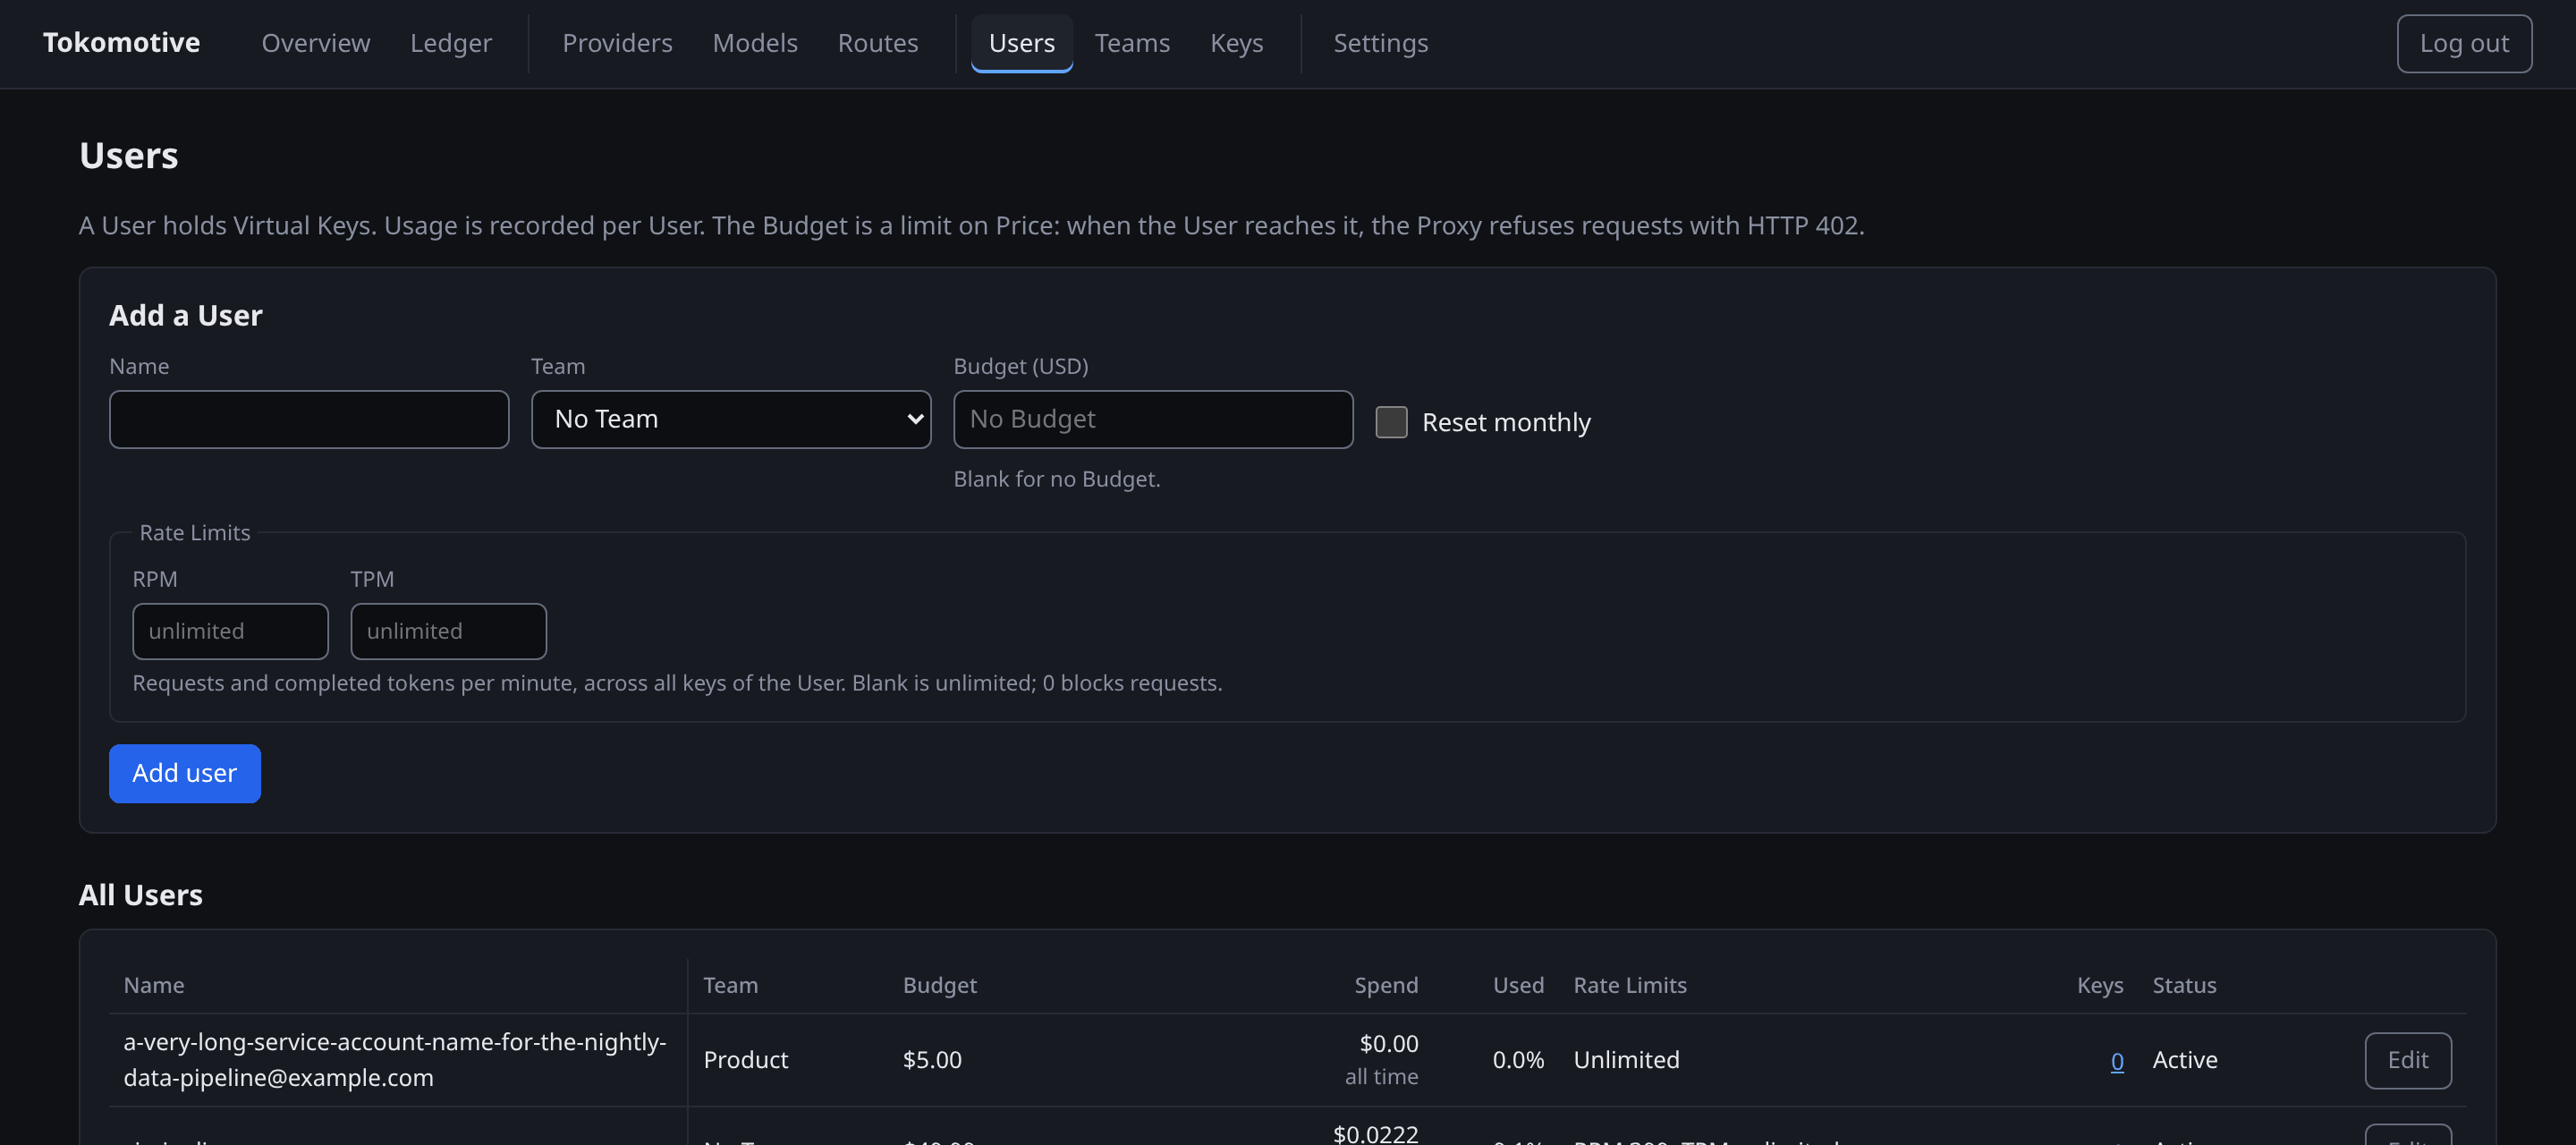 Tokomotive Overview Ledger Providers Models Routes Users Teams Keys Settings Log out
Users
A User holds Virtual Keys. Usage is recorded per User. The Budget is a limit on Price: when the User reaches it, the Proxy refuses requests with HTTP 402.
Add a User
Name Team Budget (USD)
No Team No Budget Reset monthly
Blank for no Budget.
Rate Limits
RPM TPM
unlimited unlimited
Requests and completed tokens per minute, across all keys of the User. Blank is unlimited; 0 blocks requests.
Add user
All Users
Name Team Budget Spend Used Rate Limits Keys Status
a-very-long-service-account-name-for-the-nightly-
data-pipeline@example.com
Product $5.00 $0.00 0.0% Unlimited 0 Active Edit
all time
$0.0222